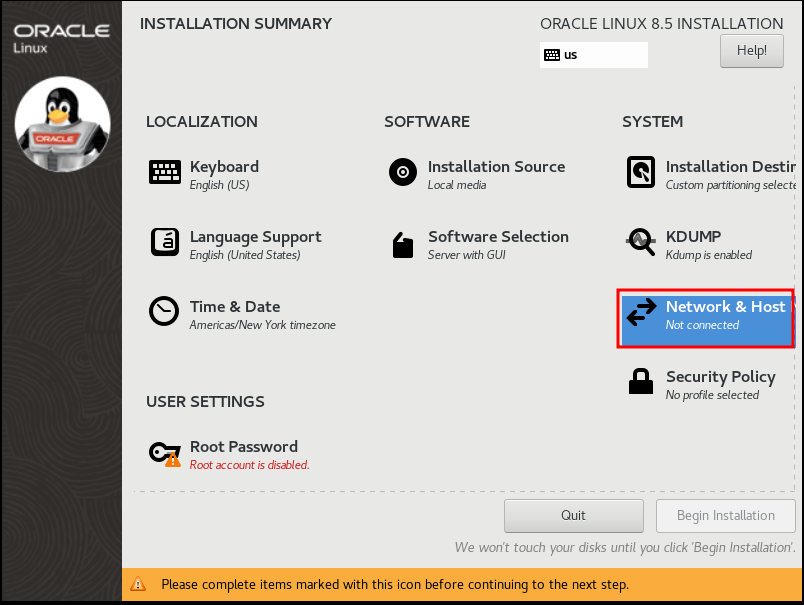 ORACLE
Linux
ORACLE
INSTALLATION SUMMARY
ORACLE LINUX 8.5 INSTALLATION
us
Help!
LOCALIZATION
Keyboard
English (US)
Language Support
English (United States)
Time & Date
Americas/New York timezone
USER SETTINGS
Root Password
Root account is disabled.
SOFTWARE
Installation Source
Local media
Software Selection
Server with GUI
SYSTEM
Installation Destin
Custom partitioning selecte
KDUMP
Kdump is enabled
Network & Host
Not connected
Security Policy
No profile selected
Quit
Begin Installation
We won't touch your disks until you click 'Begin Installation'.
Please complete items marked with this icon before continuing to the next step.